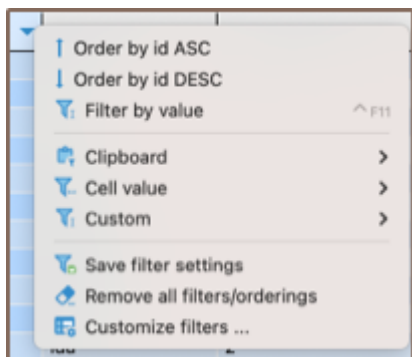 Order by id ASC
Order by id DESC
Filter by value ^F11
Clipboard
Cell value
Custom
Save filter settings
Remove all filters/orderings
Customize filters ...